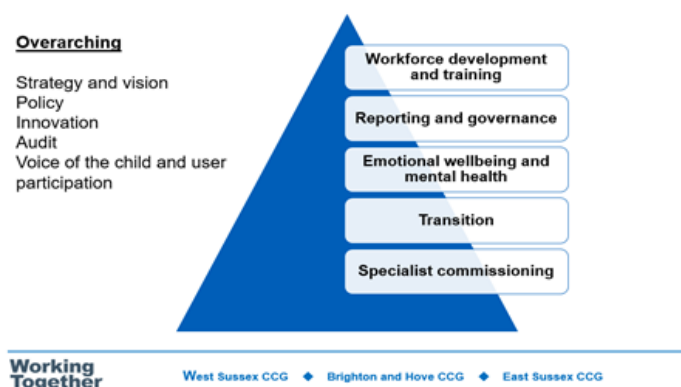 Overarching
Strategy and vision
Policy
Innovation
Audit
Voice of the child and user
participation
Workforce development
and training
Reporting and governance
Emotional wellbeing and
mental health
Transition
Specialist commissioning
Working
Together
West Sussex CCG ◆ Brighton and Hove CCG ◆ East Sussex CCG